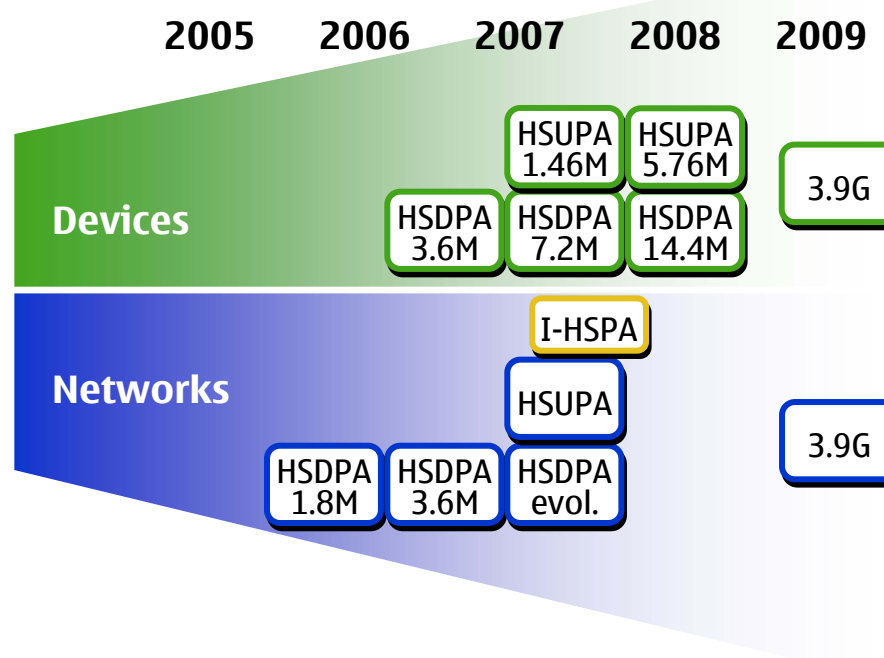 2005 2006 2007 2008 2009
HSUPA
1.46M
HSUPA
5.76M
3.9G
Devices
HSDPA
3.6M
HSDPA
7.2M
HSDPA
14.4M
I-HSPA
Networks
HSUPA
3.9G
HSDPA
1.8M
HSDPA
3.6M
HSDPA
evol.